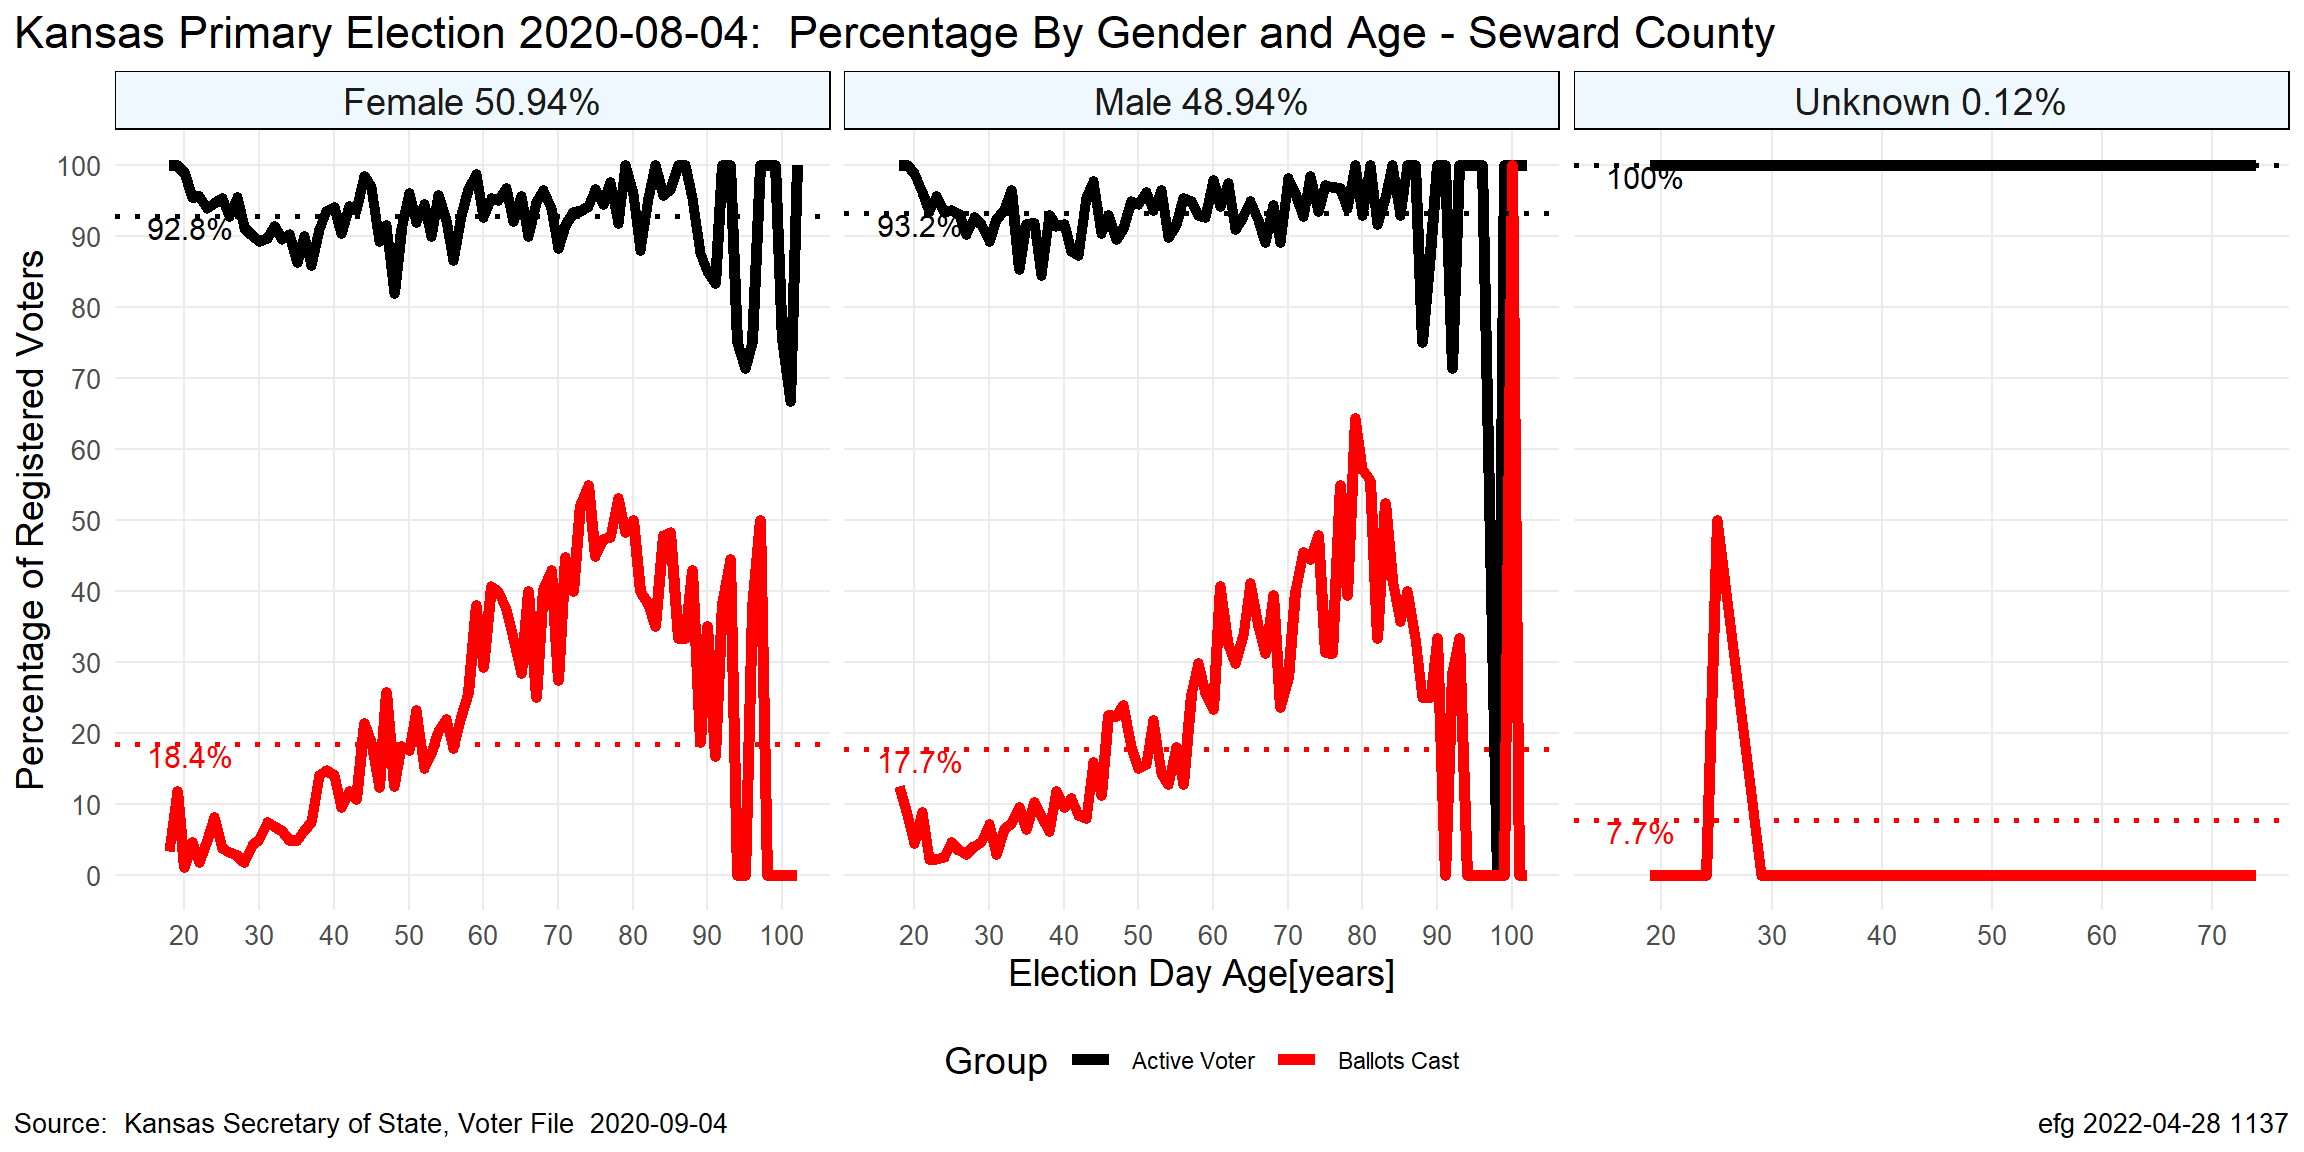 Kansas Primary Election 2020-08-04:  Percentage By Gender and Age - Seward County
Female 50.94%
Male 48.94%
Unknown 0.12%
Percentage of Registered Voters
100
90
80
70
60
50
40
30
20
10
0
92.8%
18.4%
93.2%
17.7%
100%
7.7%
20 30 40 50 60 70 80 90 100
20 30 40 50 60 70 80 90 100
20 30 40 50 60 70
Election Day Age[years]
Group Active Voter Ballots Cast
Source:  Kansas Secretary of State, Voter File  2020-09-04
efg 2022-04-28 1137